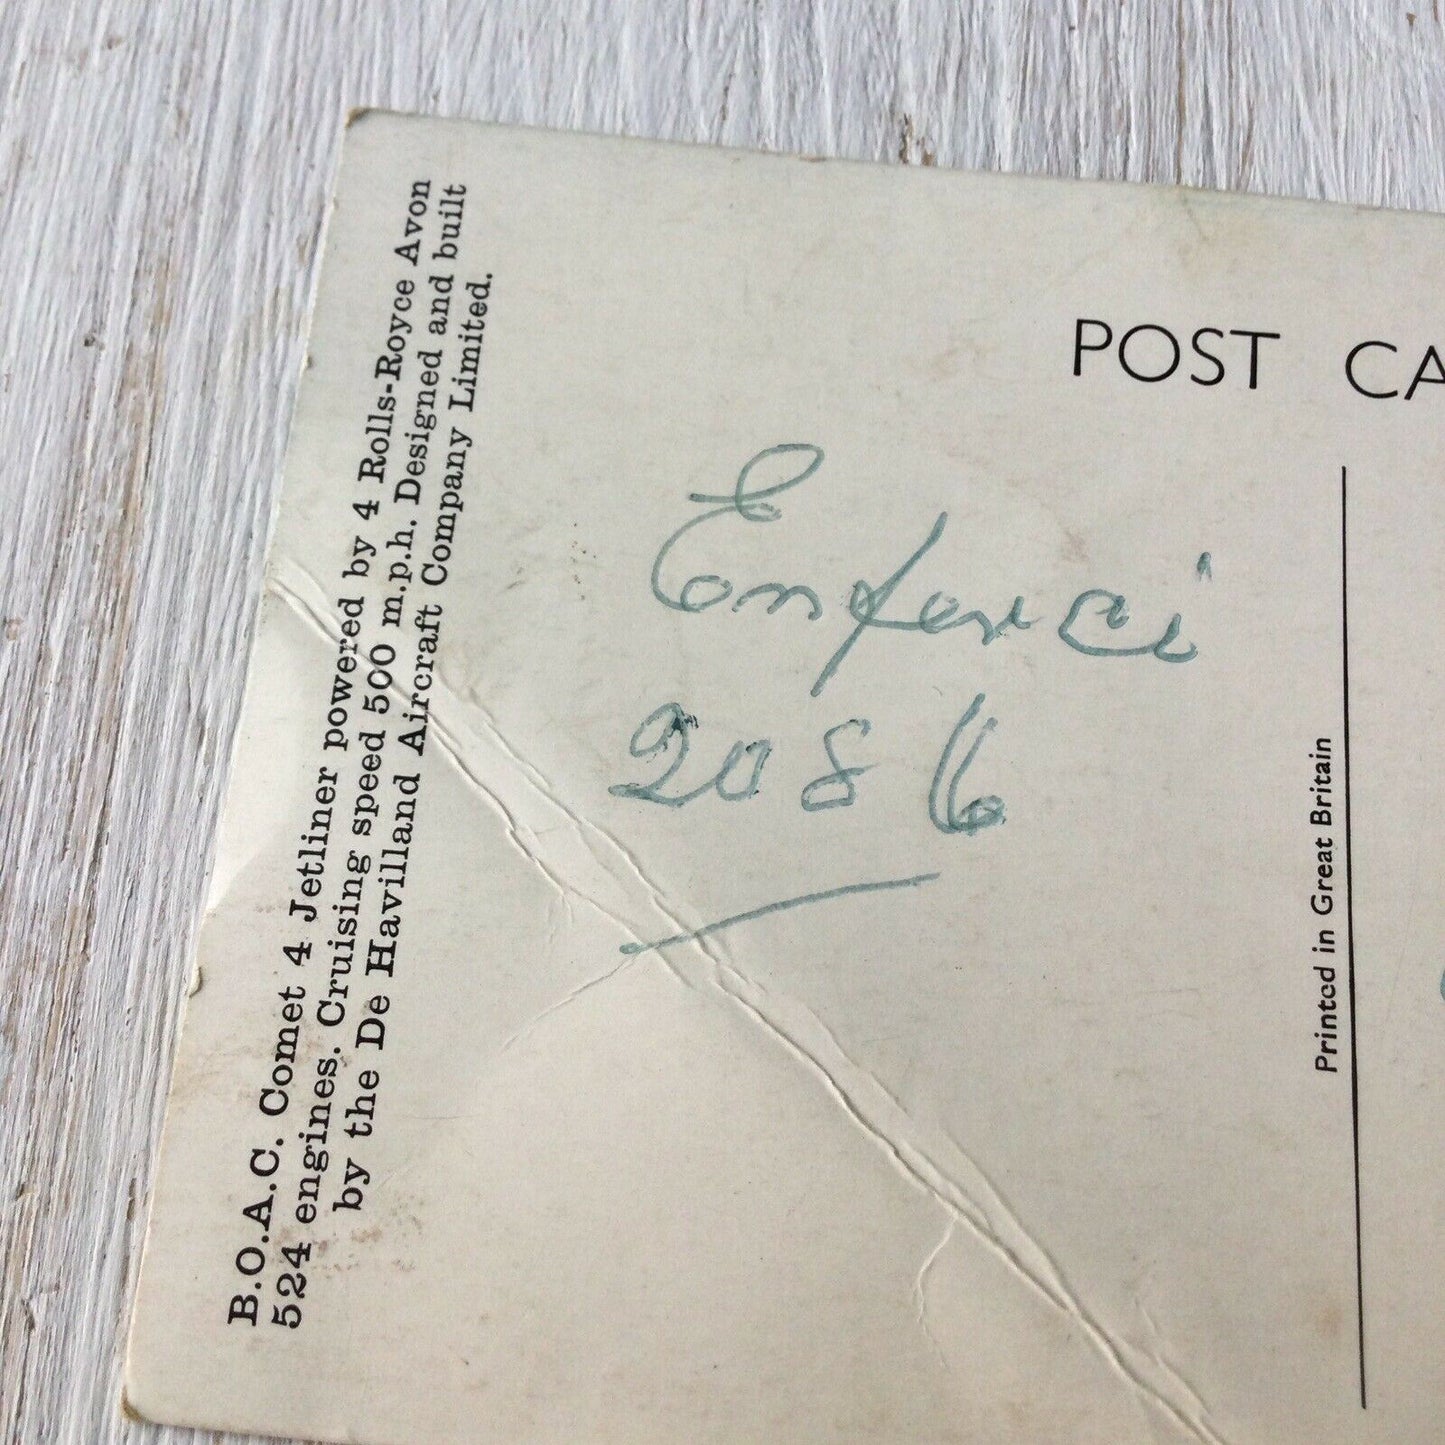 B.O.A.C. Comet 4 Jetliner powered by 4 Rolls-Royce Avon
524 engines. Cruising speed 500 m.p.h. Designed and built
by the De Havilland Aircraft Company Limited.
POST CA
2086
Printed in Great Britain